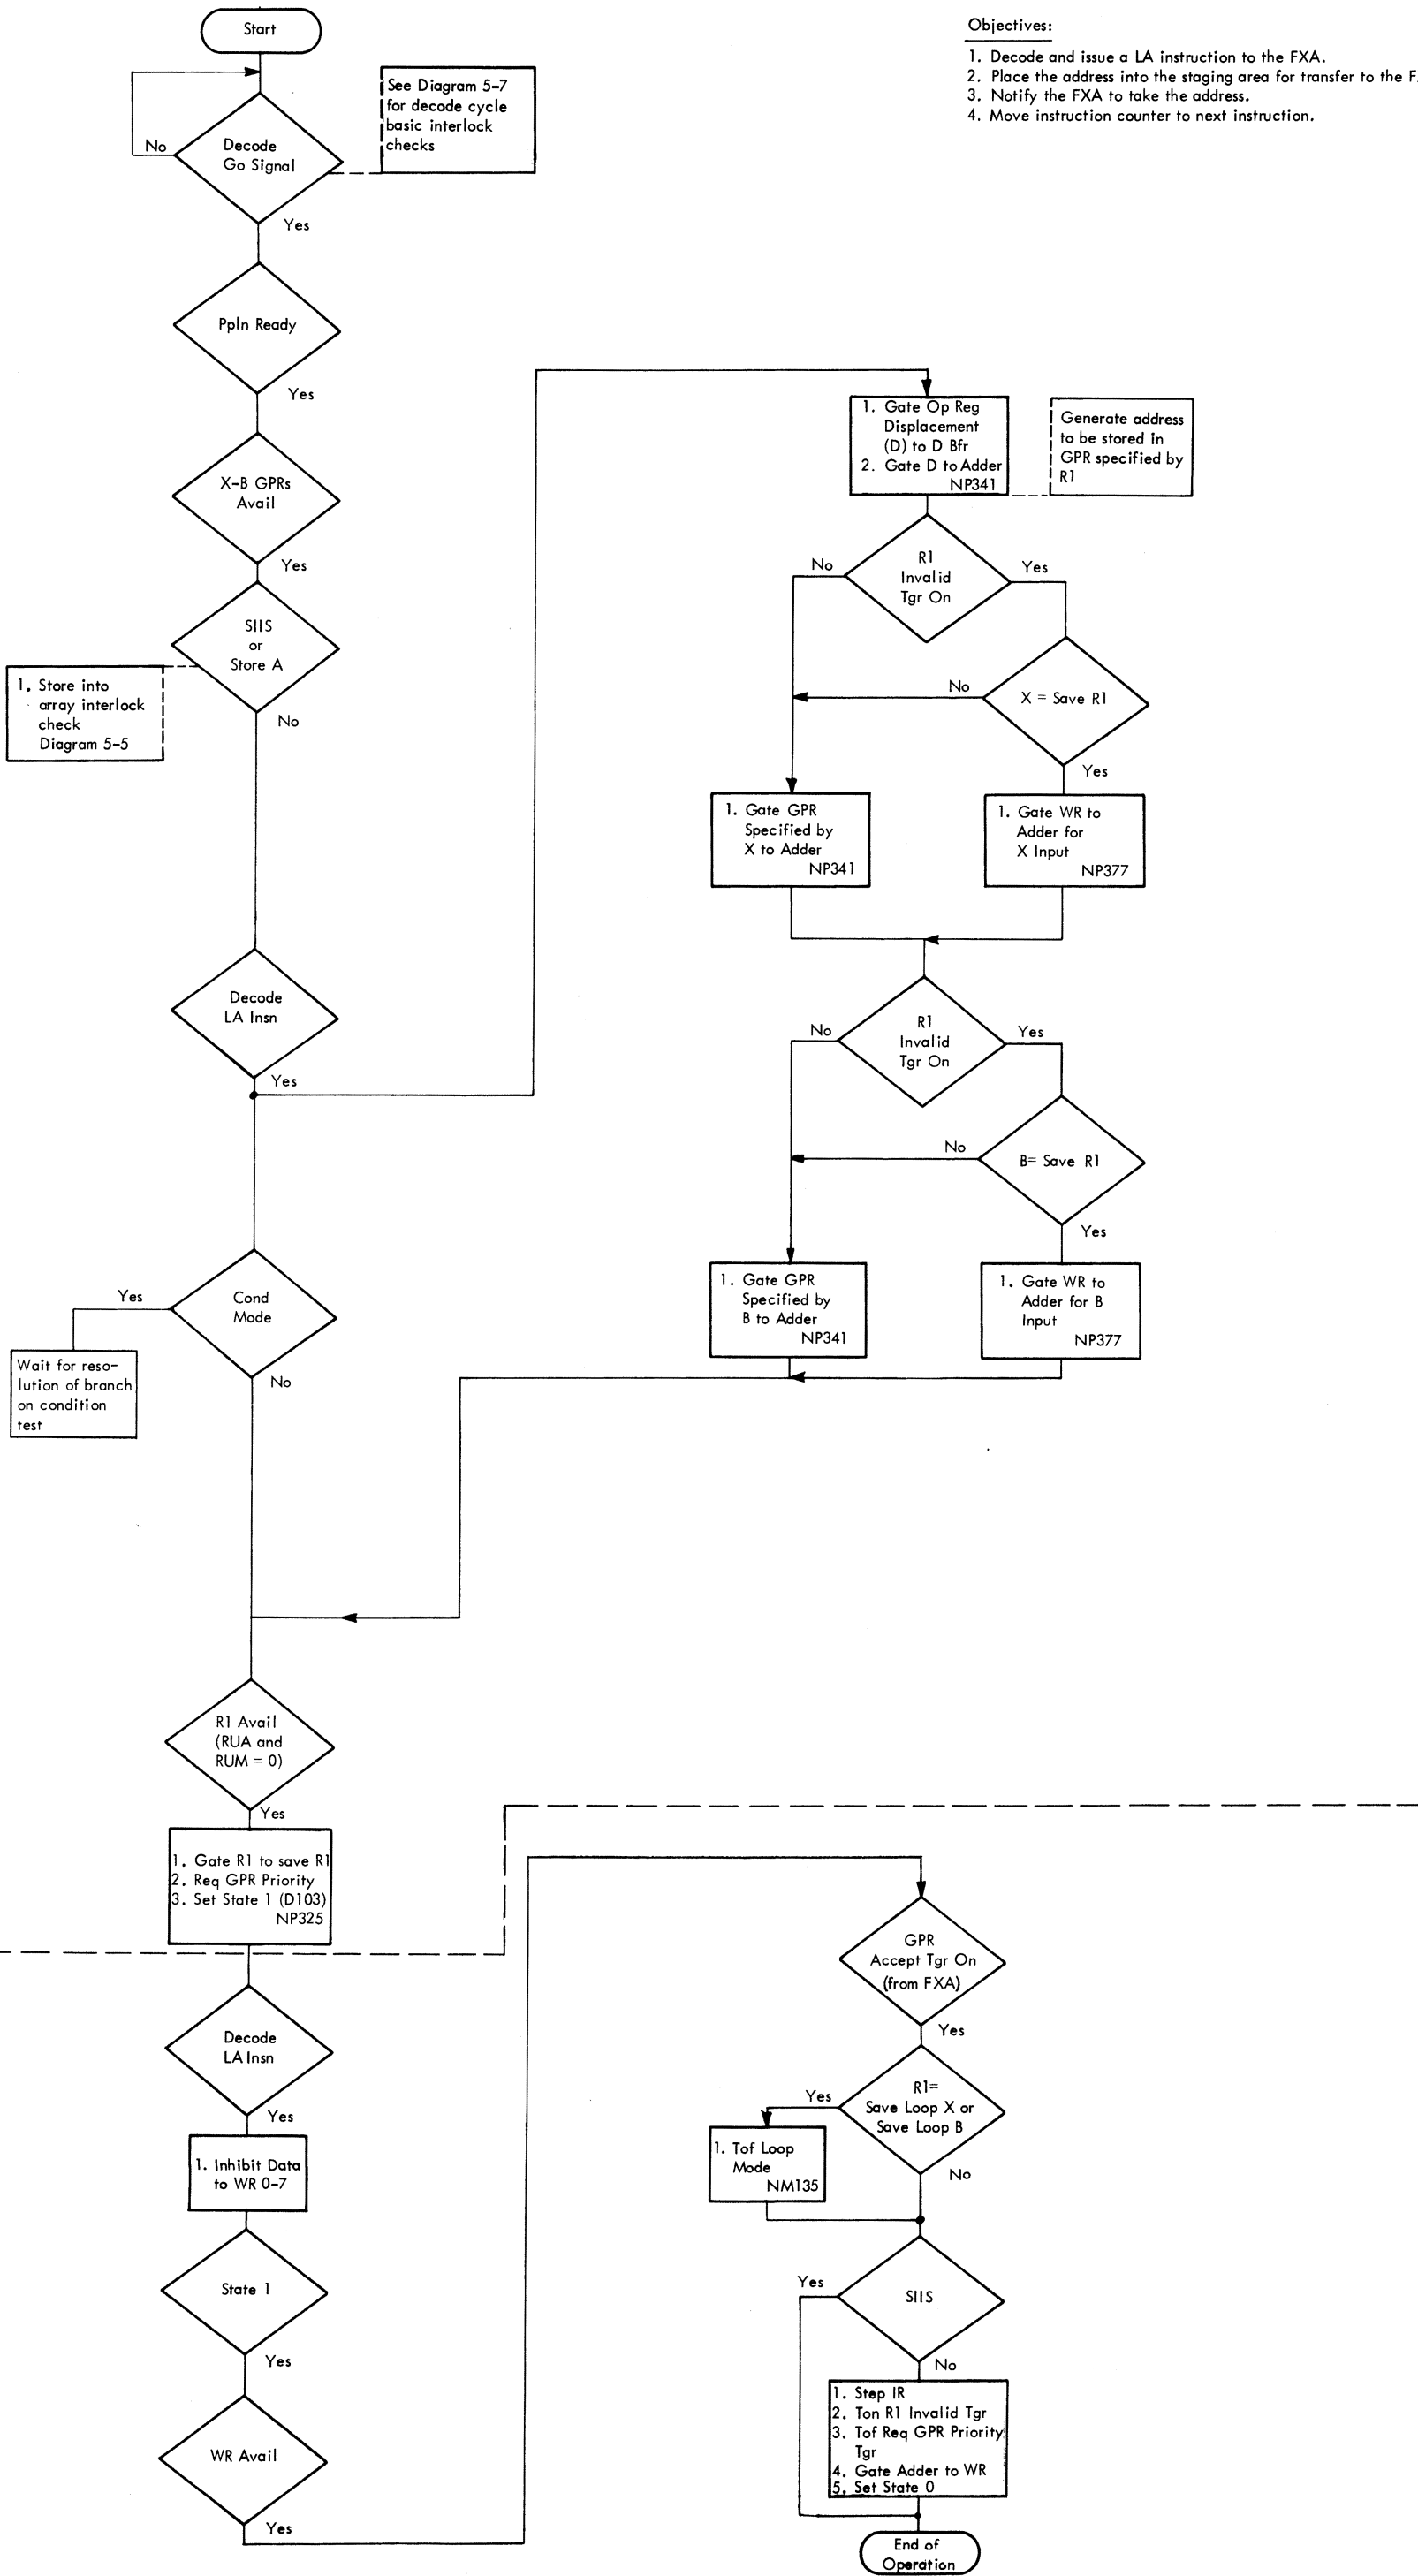 Start
Objectives:
1. Decode and issue a LA instruction to the FXA.
2. Place the address into the staging area for transfer to the
3. Notify the FXA to take the address.
4. Move instruction counter to next instruction.
See Diagram 5-7
for decode cycle
basic interlock
checks
No
Decode
Go Signal
Yes
Ppln Ready
Yes
X-B GPRs
Avail
Yes
SIIS
or
Store A
No
1. Store into
array interlock
check
Diagram 5-5
Decode
LA Insn
Yes
1. Gate Op Reg
Displacement
(D) to D Bfr
2. Gate D to Adder
NP341
Generate address
to be stored in
GPR specified by
R1
No
R1
Invalid
Tgr On
Yes
No
X = Save R1
Yes
1. Gate GPR
Specified by
X to Adder
NP341
1. Gate WR to
Adder for
X Input
NP377
No
R1
Invalid
Tgr On
Yes
No
B= Save R1
Yes
1. Gate GPR
Specified by
B to Adder
NP341
1. Gate WR to
Adder for B
Input
NP377
Yes
Cond
Mode
No
Wait for reso-
lution of branch
on condition
test
R1 Avail
(RUA and
RUM = 0)
Yes
1. Gate R1 to save R1
2. Req GPR Priority
3. Set State 1 (D103)
NP325
Decode
LA Insn
Yes
1. Inhibit Data
to WR 0-7
State 1
Yes
WR Avail
Yes
GPR
Accept Tgr On
(from FXA)
Yes
Yes
R1=
Save Loop X or
Save Loop B
No
1. Tof Loop
Mode
NM135
Yes
SIIS
No
1. Step IR
2. Ton R1 Invalid Tgr
3. Tof Req GPR Priority
Tgr
4. Gate Adder to WR
5. Set State 0
End of
Operation